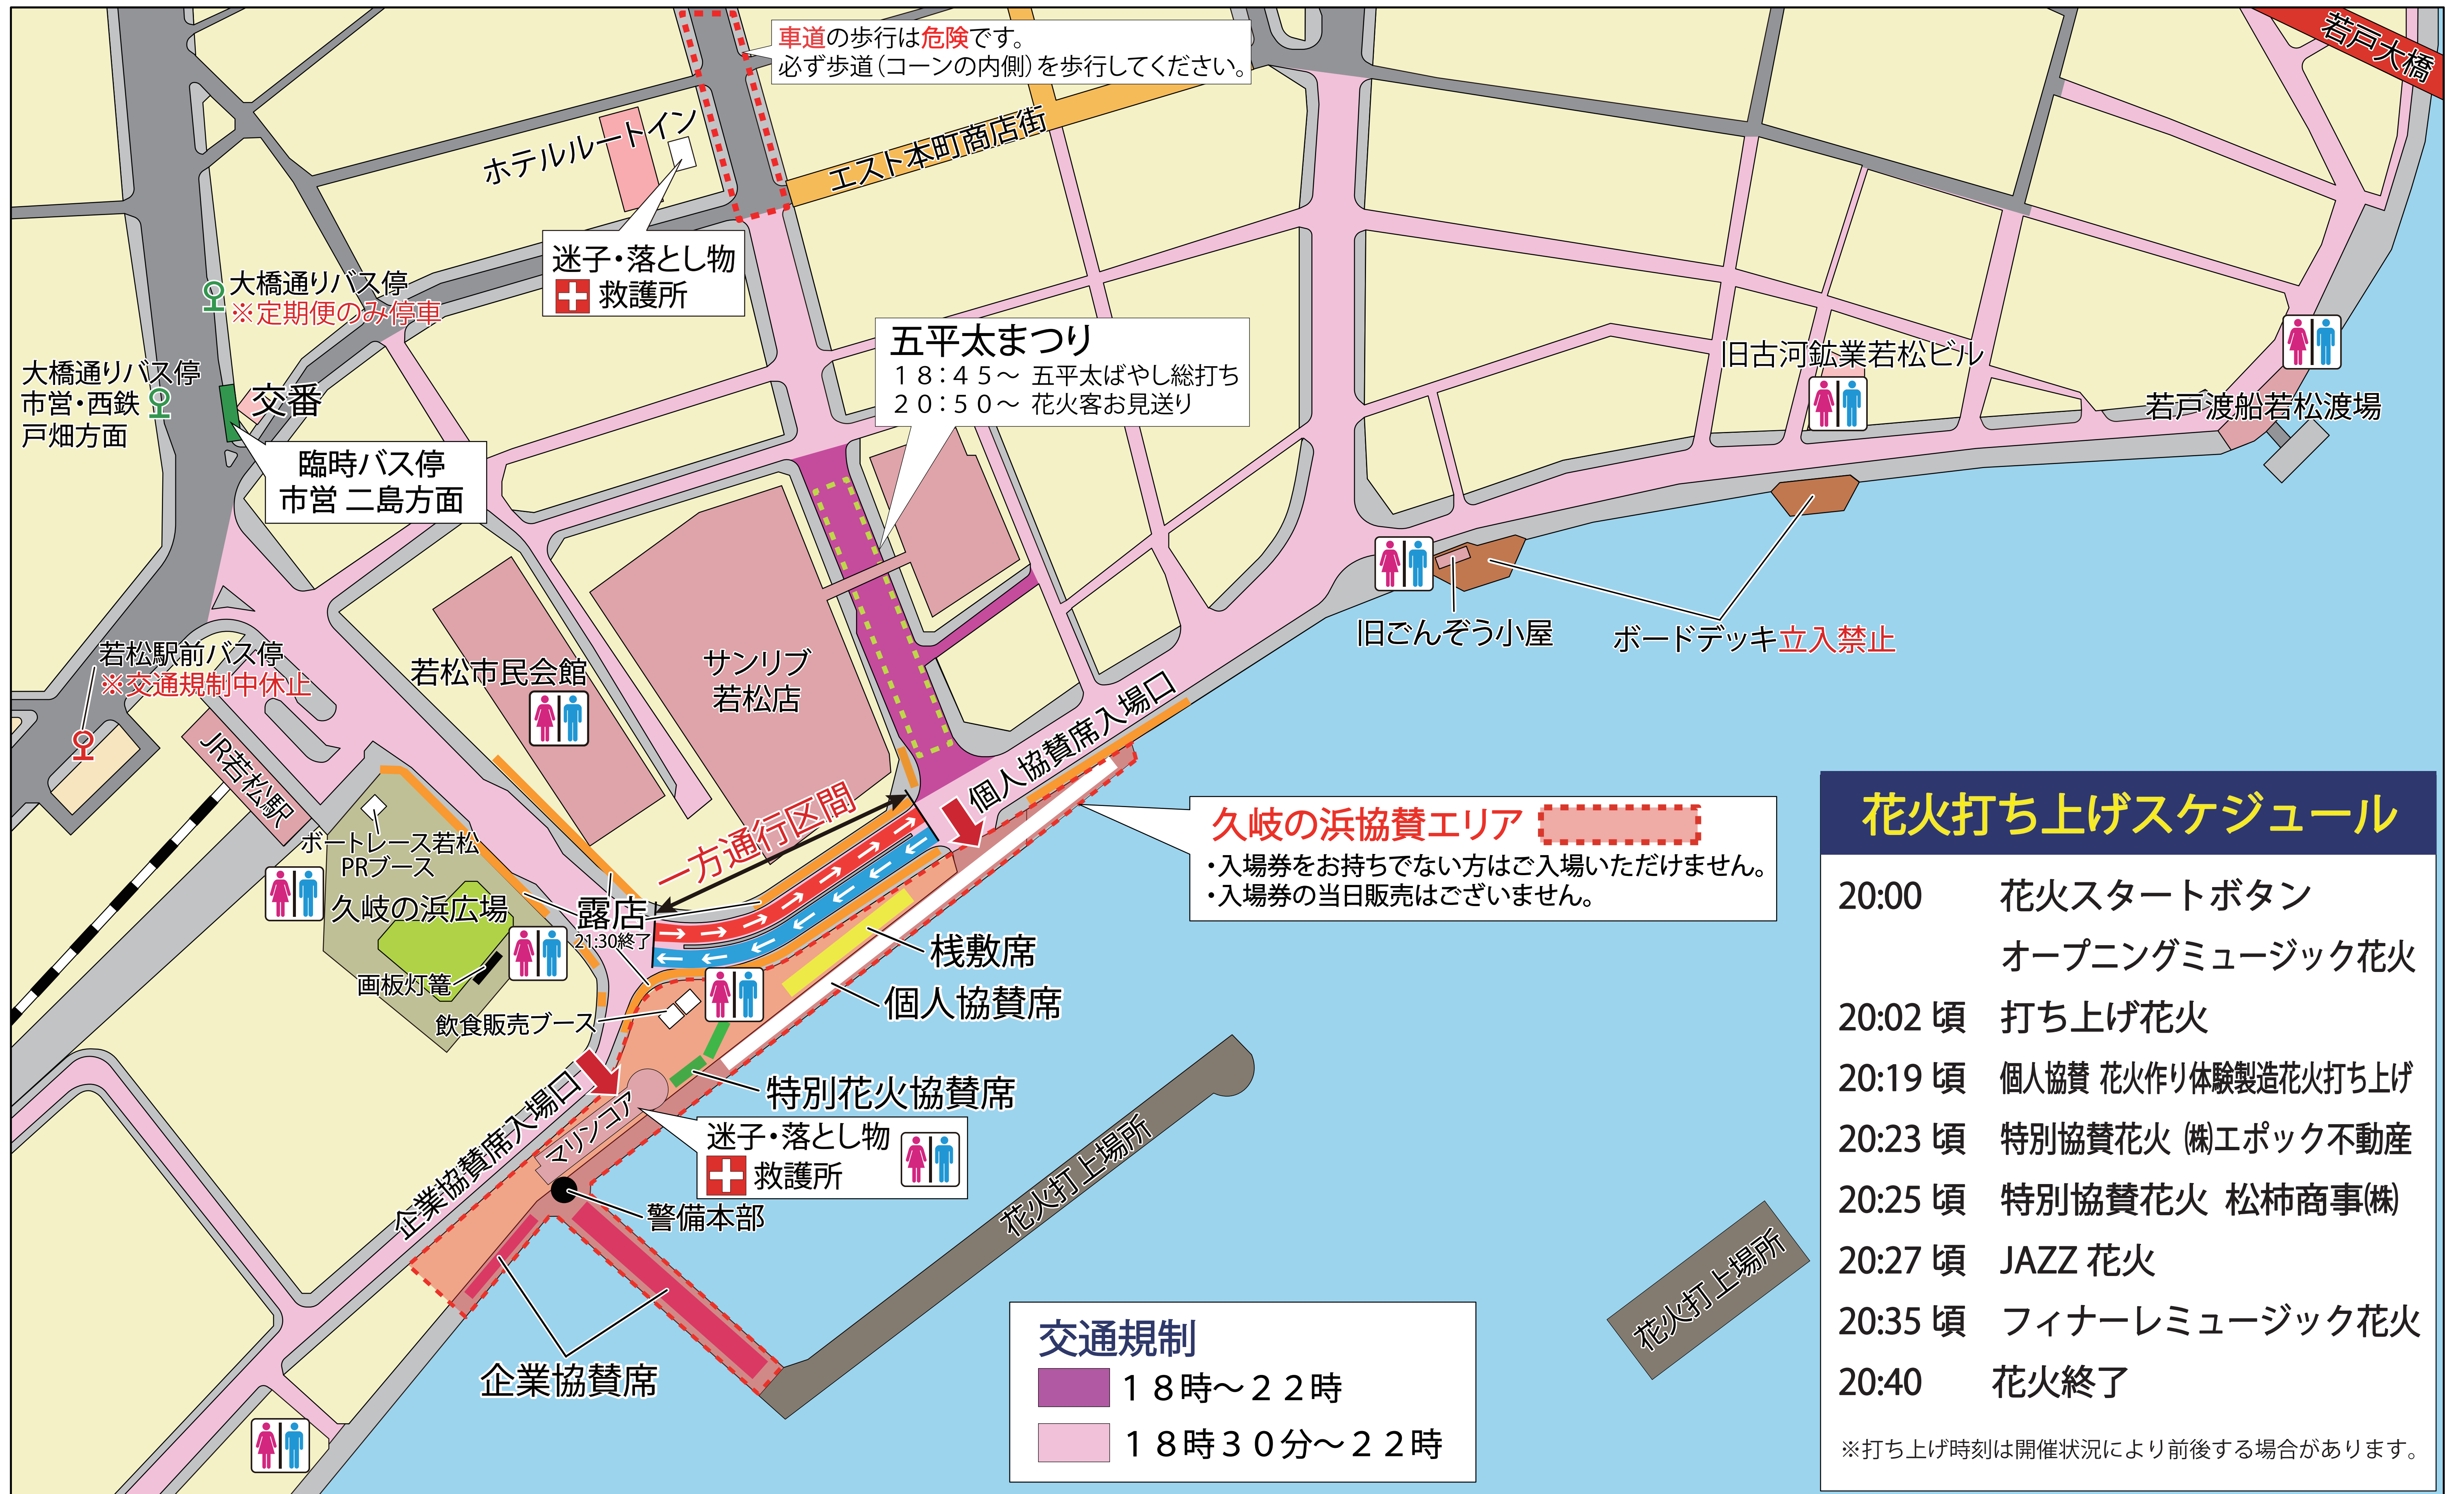 車道の歩行は危険です。
必ず歩道（コーンの内側）を歩行してください。
若戸大橋
ホテルルートイン
エスト本町商店街
迷子・落とし物
救護所
大橋通りバス停
※定期便のみ停車
大橋通りバス停
市営・西鉄
戸畑方面
交番
臨時バス停
市営 二島方面
五平太まつり
１８：４５～ 五平太ばやし総打ち
２０：５０～ 花火客お見送り
旧古河鉱業若松ビル
若戸渡船若松渡場
旧ごんぞう小屋
ボードデッキ立入禁止
若松駅前バス停
※交通規制中休止
若松市民会館
サンリブ
若松店
JR若松駅
個人協賛席入場口
一方通行区間
ボートレース若松
PRブース
久岐の浜広場
露店
21:30終了
画板灯篭
飲食販売ブース
久岐の浜協賛エリア
・入場券をお持ちでない方はご入場いただけません。
・入場券の当日販売はございません。
桟敷席
個人協賛席
特別花火協賛席
企業協賛席入場口
マリンコア
迷子・落とし物
救護所
警備本部
企業協賛席
花火打上場所
花火打上場所
交通規制
１８時～２２時
１８時３０分～２２時
花火打ち上げスケジュール
20:00 花火スタートボタン
オープニングミュージック花火
20:02 頃 打ち上げ花火
20:19 頃 個人協賛 花火作り体験製造花火打ち上げ
20:23 頃 特別協賛花火 ㈱エポック不動産
20:25 頃 特別協賛花火 松柿商事㈱
20:27 頃 JAZZ 花火
20:35 頃 フィナーレミュージック花火
20:40 花火終了
※打ち上げ時刻は開催状況により前後する場合があります。